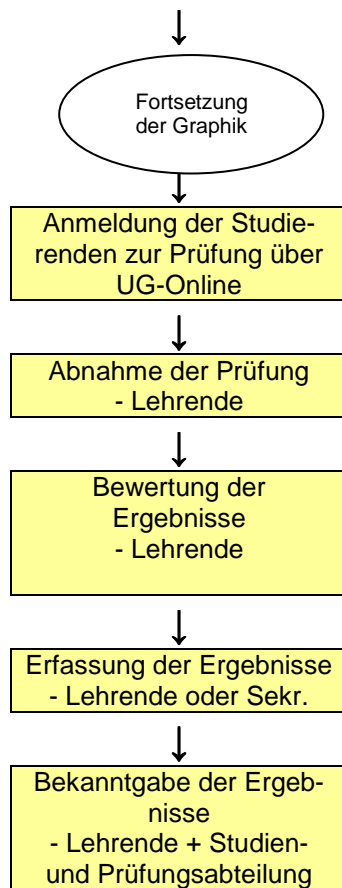 Fortsetzung
der Graphik
Anmeldung der Studie-
renden zur Prüfung über
UG-Online
Abnahme der Prüfung
- Lehrende
Bewertung der
Ergebnisse
- Lehrende
Erfassung der Ergebnisse
- Lehrende oder Sekr.
Bekanntgabe der Ergeb-
nisse
- Lehrende + Studien-
und Prüfungsabteilung